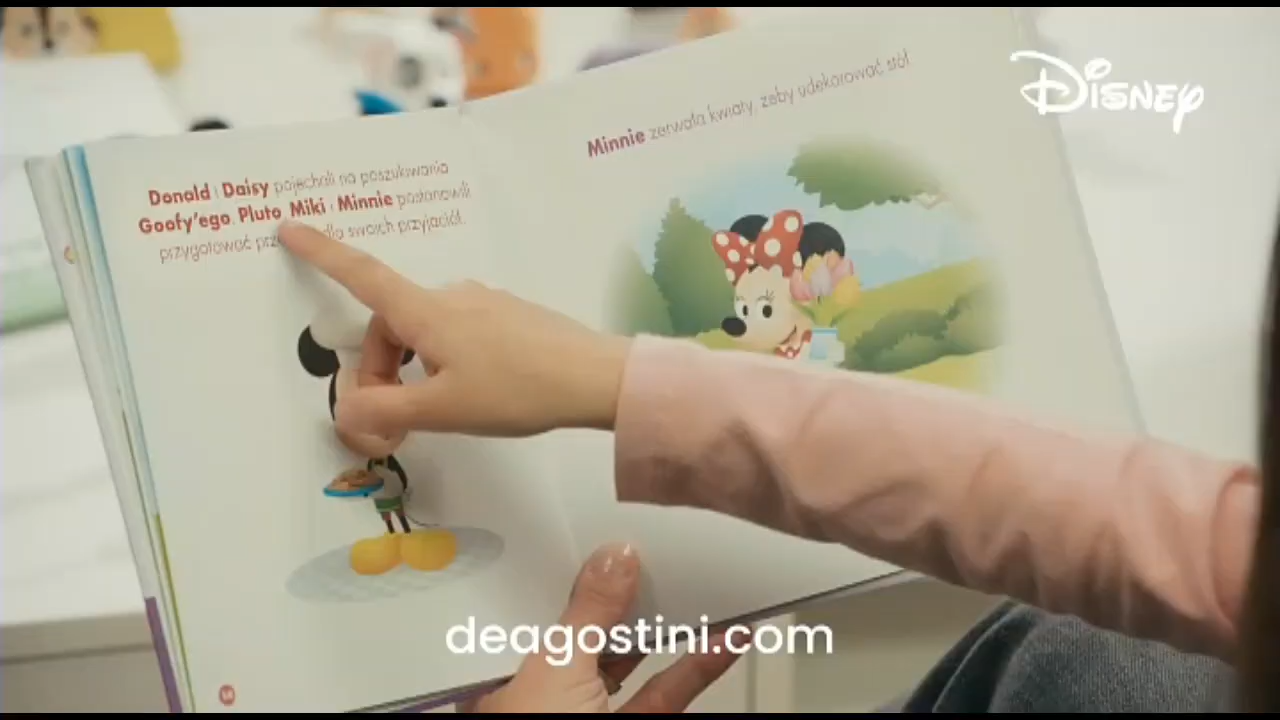 Donald i Daisy pojechali na poszukiwania
Goofy'ego. Pluto, Miki i Minnie postanowili
przygotować dla swoich przyjaciół.
Minnie zerwała kwiaty, żeby udekorować stół.
Disney
deagostini.com